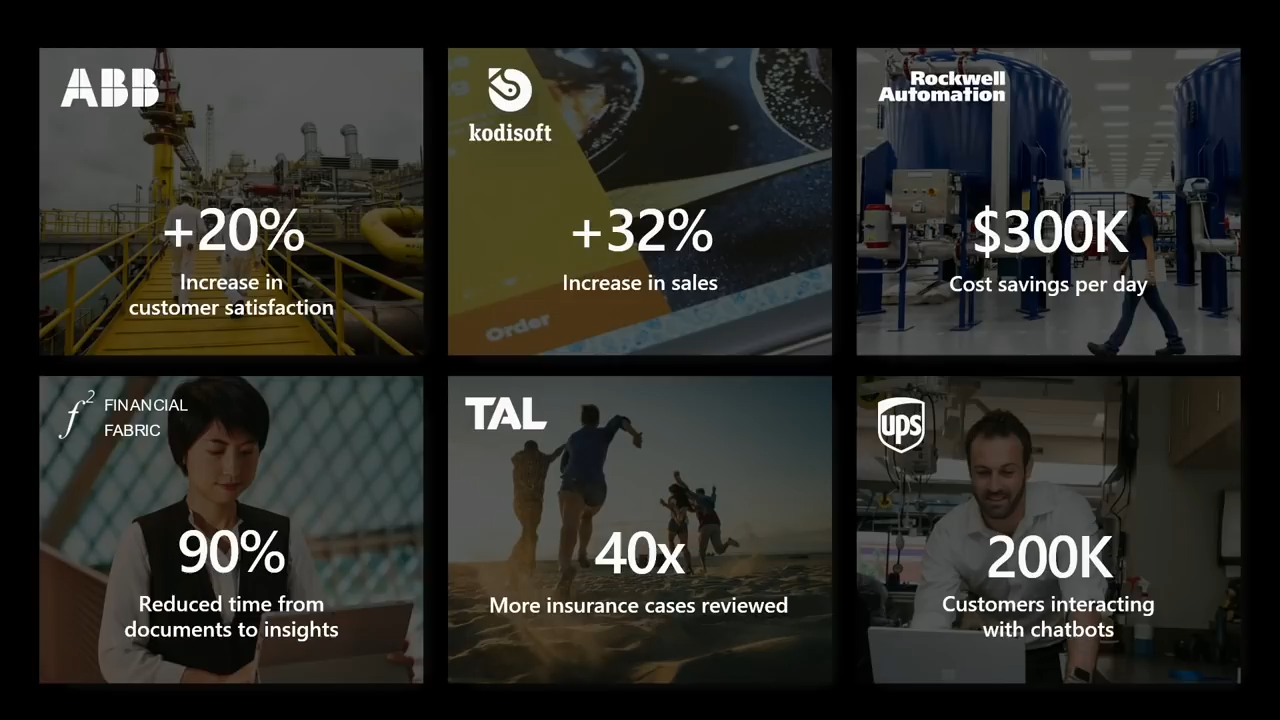 ABB
+20%
Increase in
customer satisfaction
kodisoft
+32%
Increase in sales
Order
Rockwell
Automation
$300K
Cost savings per day
f²
FINANCIAL
FABRIC
90%
Reduced time from
documents to insights
TAL
40x
More insurance cases reviewed
ups
200K
Customers interacting
with chatbots